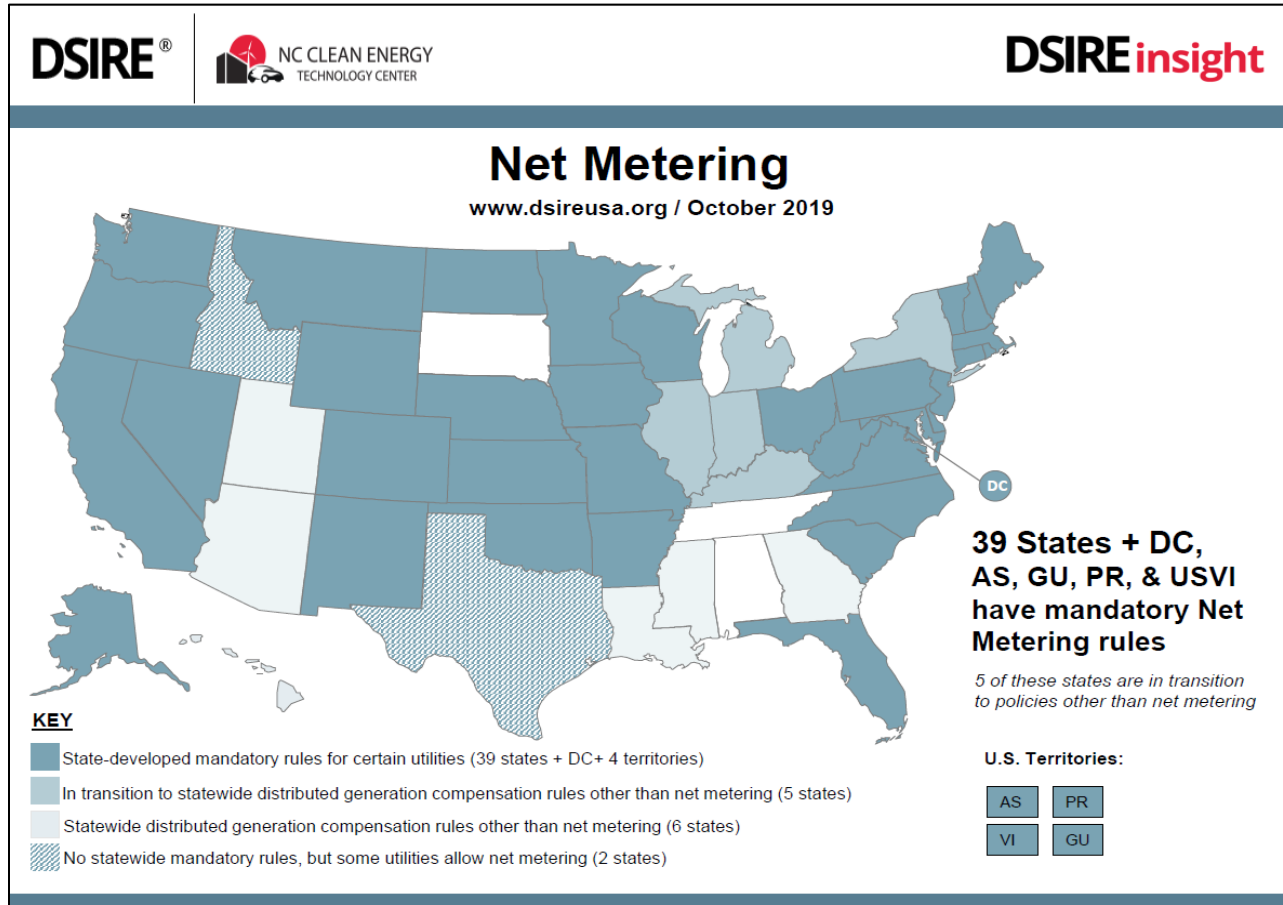 DSIRE®
NC CLEAN ENERGY
TECHNOLOGY CENTER
DSIREinsight
Net Metering
www.dsireusa.org / October 2019
DC
39 States + DC,
AS, GU, PR, & USVI
have mandatory Net
Metering rules
5 of these states are in transition
to policies other than net metering
KEY
State-developed mandatory rules for certain utilities (39 states + DC+ 4 territories)
In transition to statewide distributed generation compensation rules other than net metering (5 states)
Statewide distributed generation compensation rules other than net metering (6 states)
No statewide mandatory rules, but some utilities allow net metering (2 states)
U.S. Territories:
AS PR
VI GU